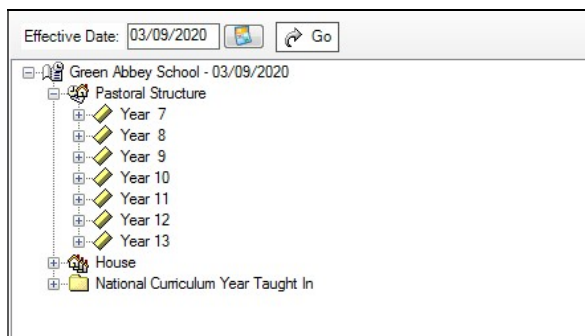 Effective Date: 03/09/2020 Go
Green Abbey School - 03/09/2020
Pastoral Structure
Year 7
Year 8
Year 9
Year 10
Year 11
Year 12
Year 13
House
National Curriculum Year Taught In